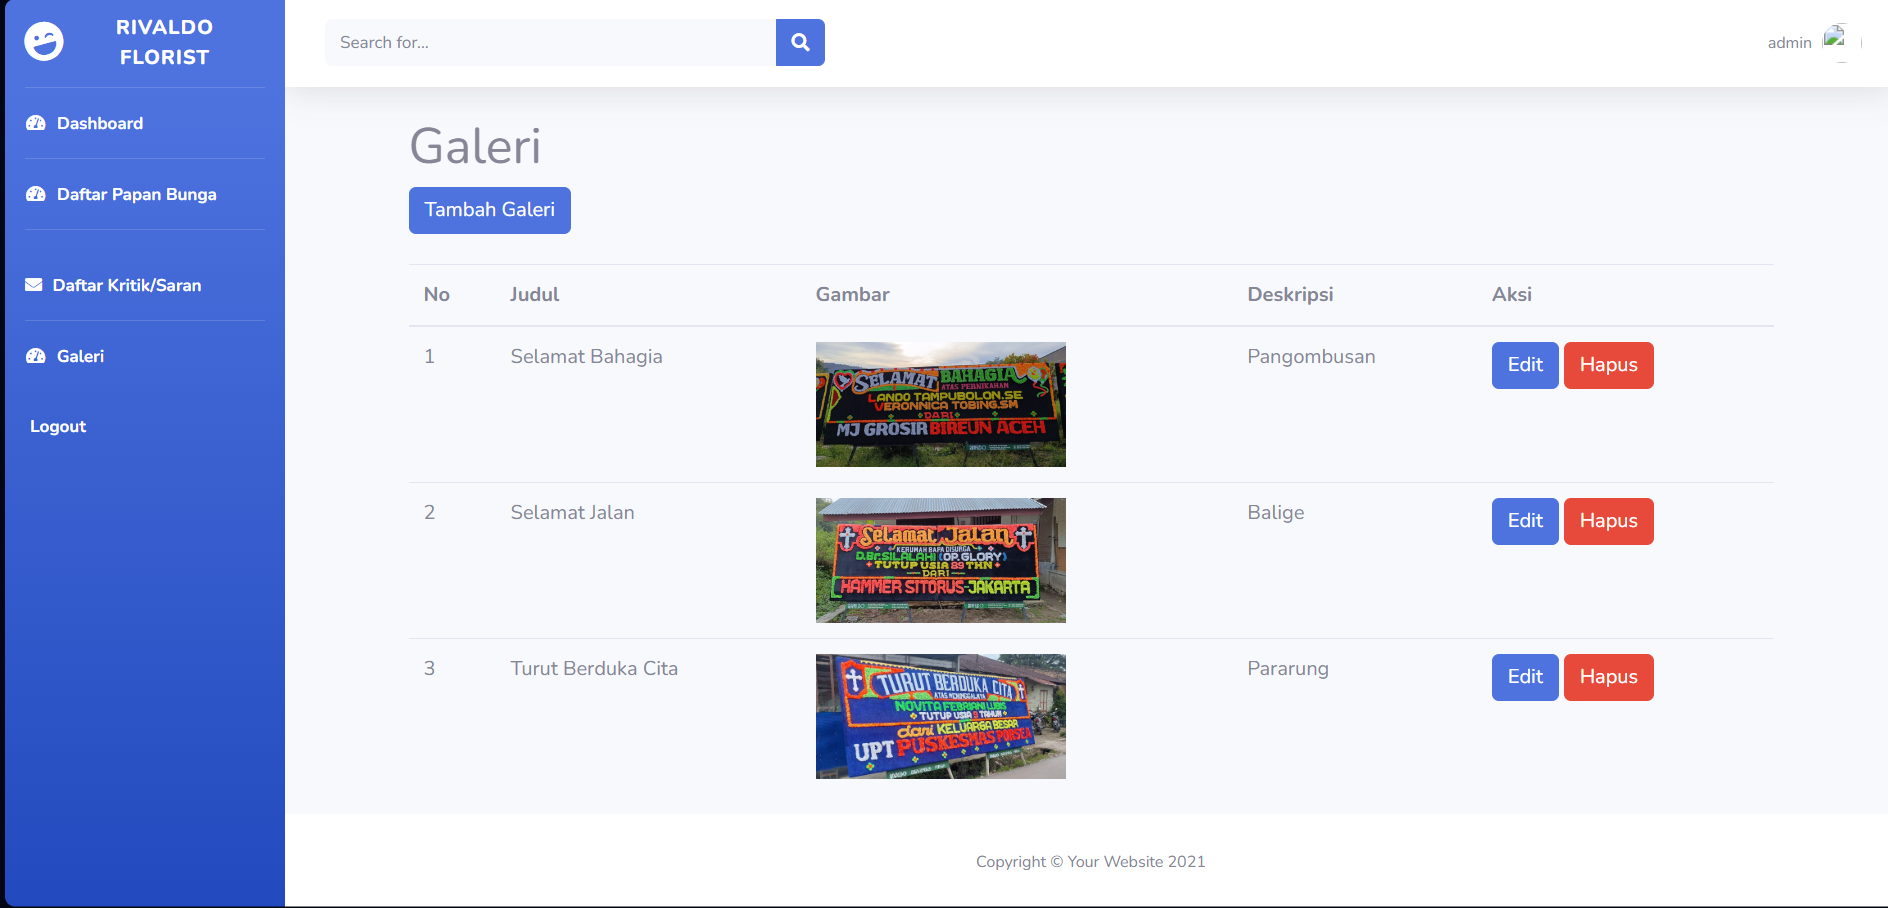 RIVALDO
FLORIST
Dashboard
Daftar Papan Bunga
Daftar Kritik/Saran
Galeri
Logout
Search for...
admin
Galeri
Tambah Galeri
No Judul Gambar Deskripsi Aksi
1 Selamat Bahagia Pangombusan Edit Hapus
SELAMAT BAHAGIA
ATAS PERNIKAHAN
LANDO TAMPUBOLON.SE
VERONNICA TOBING.SM
DARI
MJ GROSIR BIREUN ACEH
2 Selamat Jalan Balige Edit Hapus
Selamat Jalan
KERUMAH BAPA DISURGA
D.Br.SILALAHI (OP.GLORY)
TUTUP USIA 89 THN
DARI
HAMMER SITORUS-JAKARTA
3 Turut Berduka Cita Pararung Edit Hapus
TURUT BERDUKA CITA
ATAS MENINGGALNYA
NOVITA FEBRIANI LUBIS
TUTUP USIA 9 TAHUN
dari KELUARGA BESAR
UPT PUSKESMAS PORSEA
Copyright © Your Website 2021